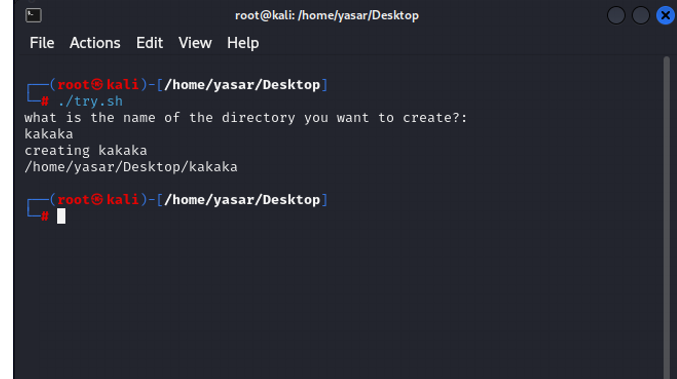 root@kali: /home/yasar/Desktop
File Actions Edit View Help
┌──(root㉿kali)-[/home/yasar/Desktop]
└─# ./try.sh
what is the name of the directory you want to create?:
kakaka
creating kakaka
/home/yasar/Desktop/kakaka
┌──(root㉿kali)-[/home/yasar/Desktop]
└─#